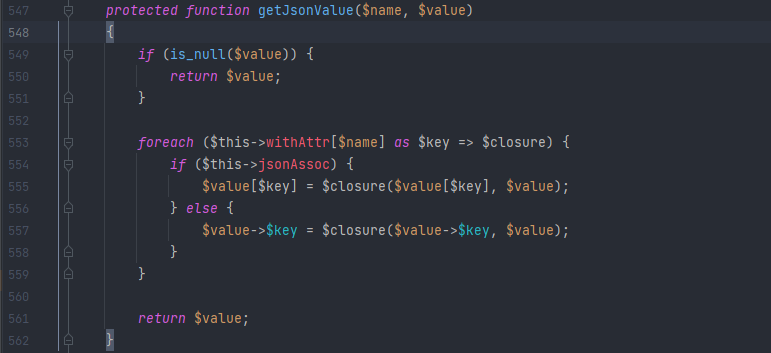 547 protected function getJsonValue($name, $value)
548 {
549 if (is_null($value)) {
550 return $value;
551 }
552
553 foreach ($this->withAttr[$name] as $key => $closure) {
554 if ($this->jsonAssoc) {
555 $value[$key] = $closure($value[$key], $value);
556 } else {
557 $value->$key = $closure($value->$key, $value);
558 }
559 }
560
561 return $value;
562 }